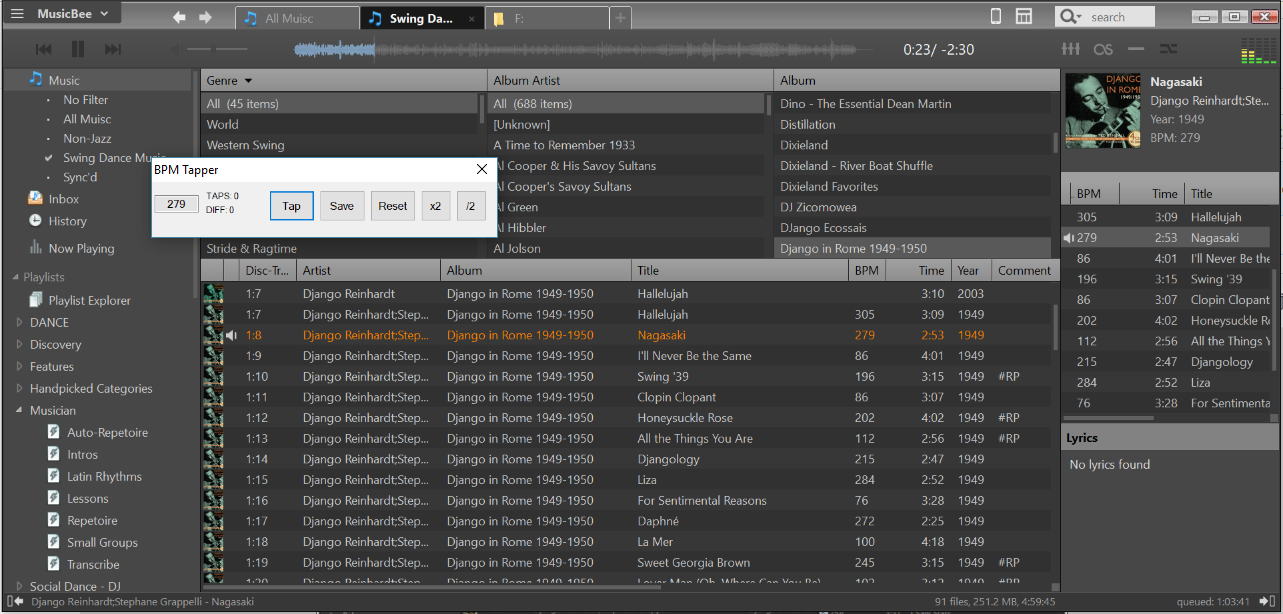 MusicBee
All Muisc
Swing Da...
F:
search
0:23/ -2:30
Music
No Filter
All Muisc
Non-Jazz
Swing Dance Music
Sync'd
Inbox
History
Now Playing
Playlists
Playlist Explorer
DANCE
Discovery
Features
Handpicked Categories
Musician
Auto-Repetoire
Intros
Latin Rhythms
Lessons
Repetoire
Small Groups
Transcribe
Social Dance - DJ
Genre
All (45 items)
World
Western Swing
Stride & Ragtime
Album Artist
All (688 items)
[Unknown]
A Time to Remember 1933
Al Cooper & His Savoy Sultans
Al Cooper's Savoy Sultans
Al Green
Al Hibbler
Al Jolson
Album
Dino - The Essential Dean Martin
Distillation
Dixieland
Dixieland - River Boat Shuffle
Dixieland Favorites
DJ Zicomowea
DJango Ecossais
Django in Rome 1949-1950
BPM Tapper
279
TAPS: 0
DIFF: 0
Tap Save Reset x2 /2
Disc-Tr... Artist Album Title BPM Time Year Comment
1:7 Django Reinhardt Django in Rome 1949-1950 Hallelujah 3:10 2003
1:7 Django Reinhardt;Step... Django in Rome 1949-1950 Hallelujah 305 3:09 1949
1:8 Django Reinhardt;Step... Django in Rome 1949-1950 Nagasaki 279 2:53 1949
1:9 Django Reinhardt;Step... Django in Rome 1949-1950 I'll Never Be the Same 86 4:01 1949
1:10 Django Reinhardt;Step... Django in Rome 1949-1950 Swing '39 196 3:15 1949 #RP
1:11 Django Reinhardt;Step... Django in Rome 1949-1950 Clopin Clopant 86 3:07 1949
1:12 Django Reinhardt;Step... Django in Rome 1949-1950 Honeysuckle Rose 202 4:02 1949 #RP
1:13 Django Reinhardt;Step... Django in Rome 1949-1950 All the Things You Are 112 2:56 1949 #RP
1:14 Django Reinhardt;Step... Django in Rome 1949-1950 Djangology 215 2:47 1949
1:15 Django Reinhardt;Step... Django in Rome 1949-1950 Liza 284 2:52 1949
1:16 Django Reinhardt;Step... Django in Rome 1949-1950 For Sentimental Reasons 76 3:28 1949
1:17 Django Reinhardt;Step... Django in Rome 1949-1950 Daphné 272 2:25 1949
1:18 Django Reinhardt;Step... Django in Rome 1949-1950 La Mer 100 4:18 1949
1:19 Django Reinhardt;Step... Django in Rome 1949-1950 Sweet Georgia Brown 245 3:15 1949 #RP
DJANGO
IN ROME
Nagasaki
Django Reinhardt;Ste...
Year: 1949
BPM: 279
BPM Time Title
305 3:09 Hallelujah
279 2:53 Nagasaki
86 4:01 I'll Never Be the
196 3:15 Swing '39
86 3:07 Clopin Clopant
202 4:02 Honeysuckle R
112 2:56 All the Things Y
215 2:47 Djangology
284 2:52 Liza
76 3:28 For Sentimenta
Lyrics
No lyrics found
Django Reinhardt;Stephane Grappelli - Nagasaki
91 files, 251.2 MB, 4:59:45
queued: 1:03:41